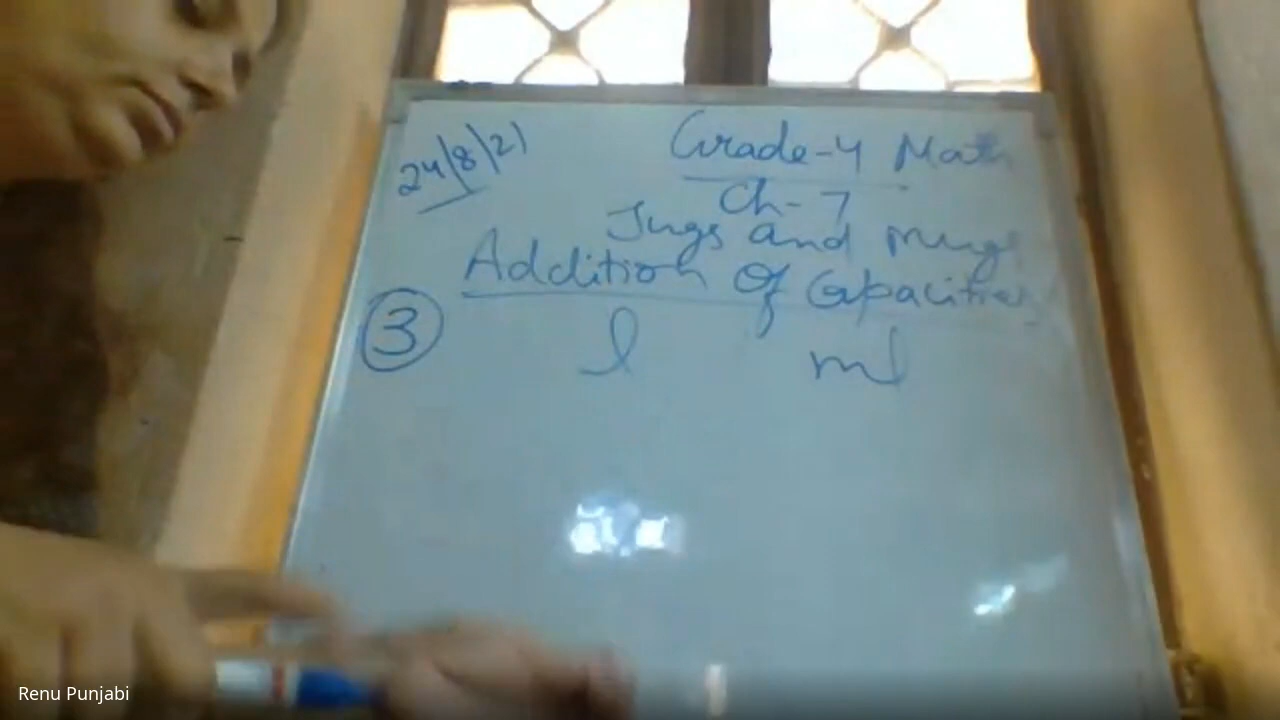 24/8/21
Grade-4 Math
Ch-7
Jugs and Mugs
Addition of Capacities
3 l ml
Renu Punjabi